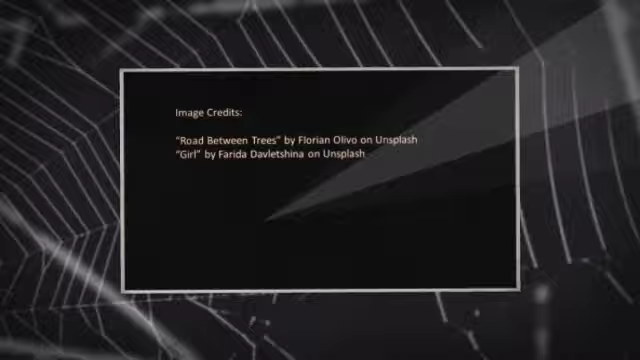 Image Credits:
“Road Between Trees” by Florian Olivo on Unsplash
“Girl” by Farida Davletshina on Unsplash